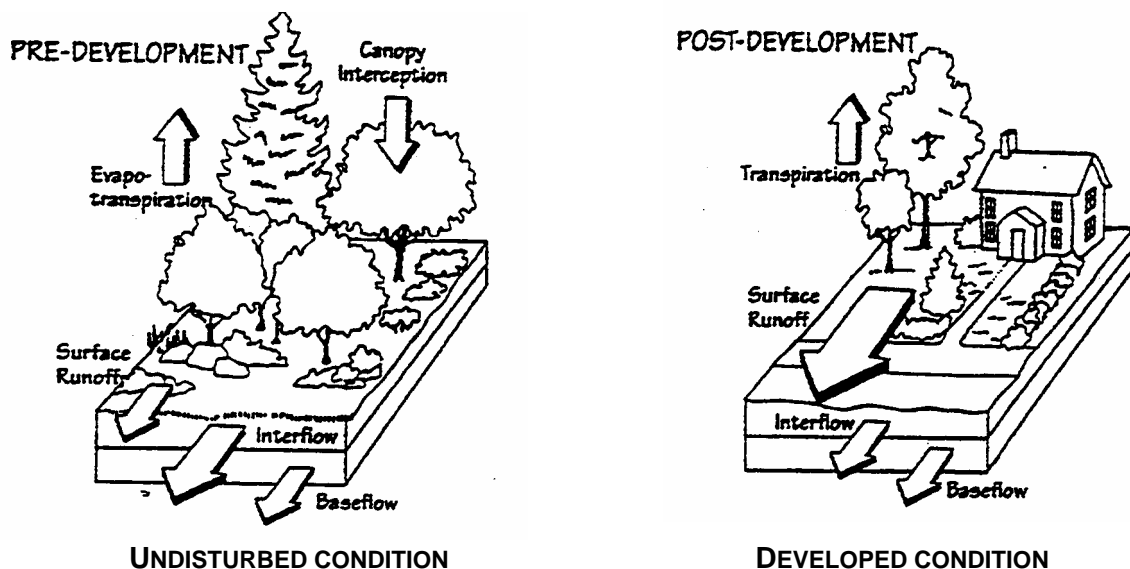 PRE-DEVELOPMENT
Canopy
Interception
Evapo-
transpiration
Surface
Runoff
Interflow
Baseflow
UNDISTURBED CONDITION
POST-DEVELOPMENT
Transpiration
Surface
Runoff
Interflow
Baseflow
DEVELOPED CONDITION